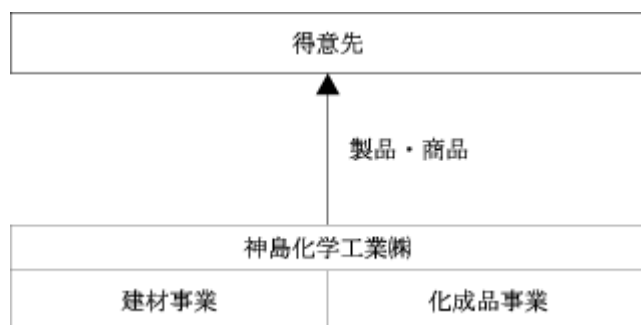 得意先
製品・商品
神島化学工業㈱
建材事業
化成品事業